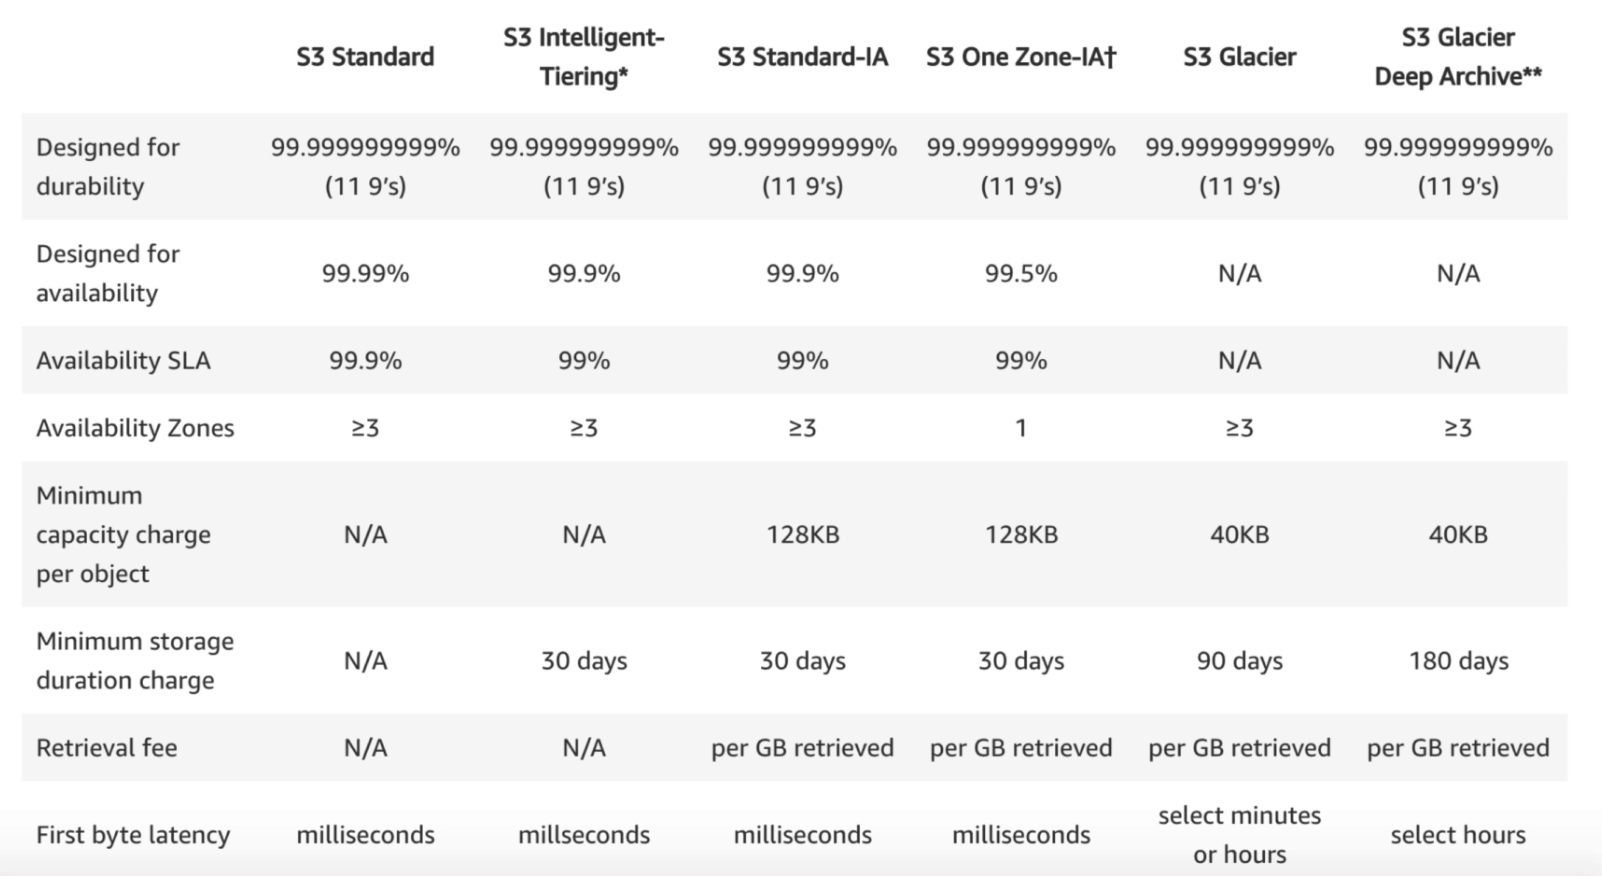 S3 Standard S3 Intelligent-Tiering* S3 Standard-IA S3 One Zone-IA† S3 Glacier S3 Glacier Deep Archive**
Designed for durability 99.999999999% (11 9's) 99.999999999% (11 9's) 99.999999999% (11 9's) 99.999999999% (11 9's) 99.999999999% (11 9's) 99.999999999% (11 9's)
Designed for availability 99.99% 99.9% 99.9% 99.5% N/A N/A
Availability SLA 99.9% 99% 99% 99% N/A N/A
Availability Zones ≥3 ≥3 ≥3 1 ≥3 ≥3
Minimum capacity charge per object N/A N/A 128KB 128KB 40KB 40KB
Minimum storage duration charge N/A 30 days 30 days 30 days 90 days 180 days
Retrieval fee N/A N/A per GB retrieved per GB retrieved per GB retrieved per GB retrieved
First byte latency milliseconds millseconds milliseconds milliseconds select minutes or hours select hours